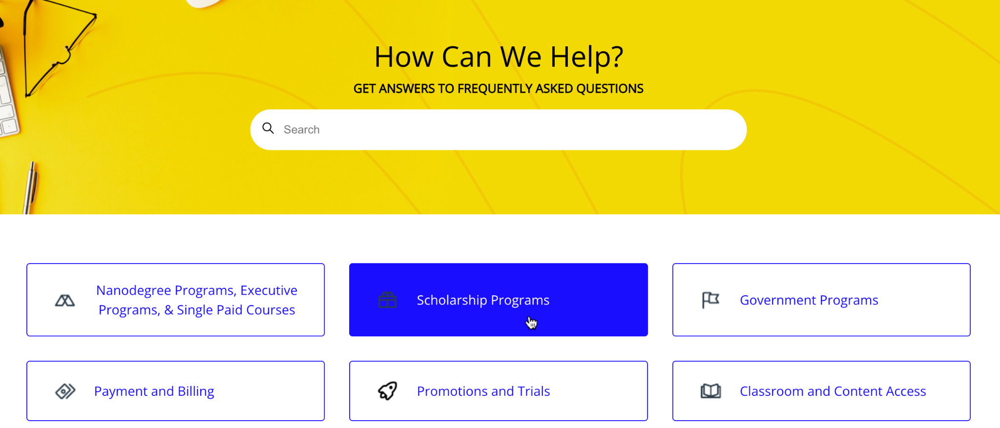 How Can We Help?
GET ANSWERS TO FREQUENTLY ASKED QUESTIONS
Search
Nanodegree Programs, Executive
Programs, & Single Paid Courses
Scholarship Programs
Government Programs
Payment and Billing
Promotions and Trials
Classroom and Content Access